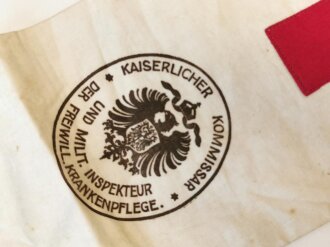 KAISERLICHER KOMMISSAR
UND MILIT. INSPEKTEUR
DER FREIWILL. KRANKENPFLEGE.